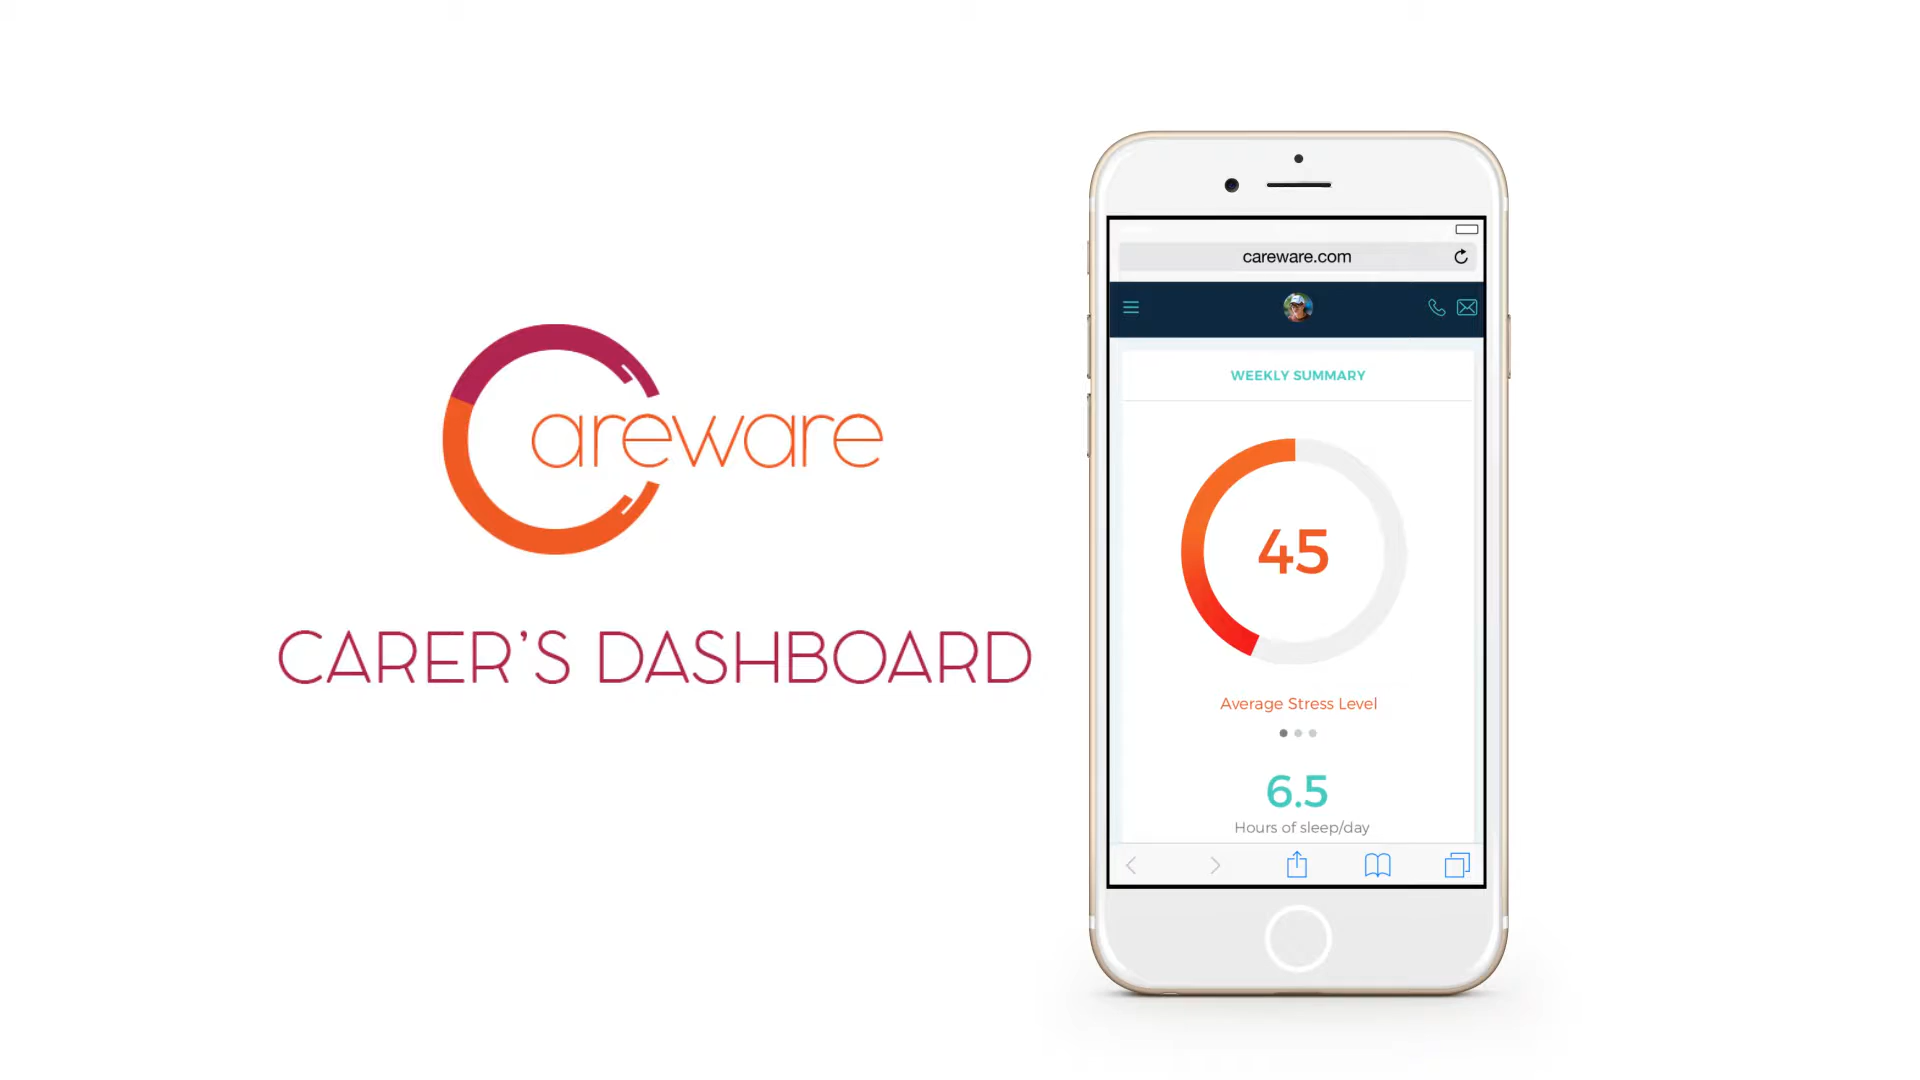 Careware
CARER'S DASHBOARD
careware.com
WEEKLY SUMMARY
45
Average Stress Level
6.5
Hours of sleep/day